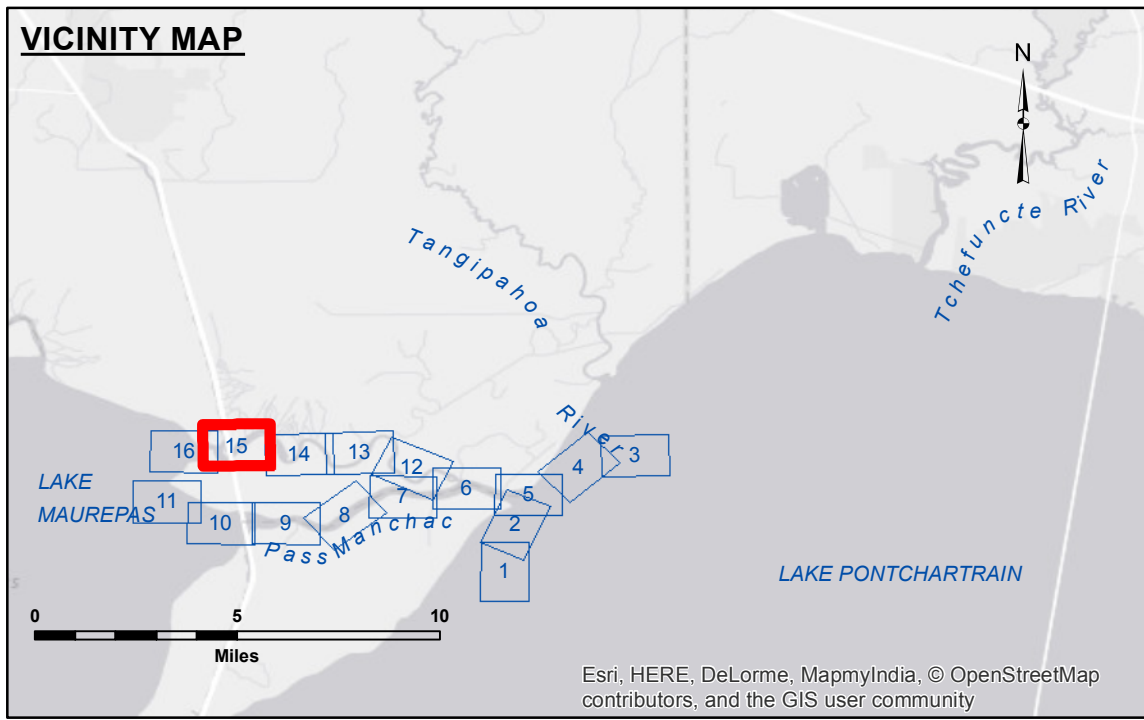 VICINITY MAP
N
Tchefuncte River
Tangipahoa
River
16
15
14
13
12
4
3
LAKE
MAUREPAS
11
10
9
8
7
6
5
2
1
Pass Manchac
LAKE PONTCHARTRAIN
0 5 10
Miles
Esri, HERE, DeLorme, MapmyIndia, © OpenStreetMap
contributors, and the GIS user community